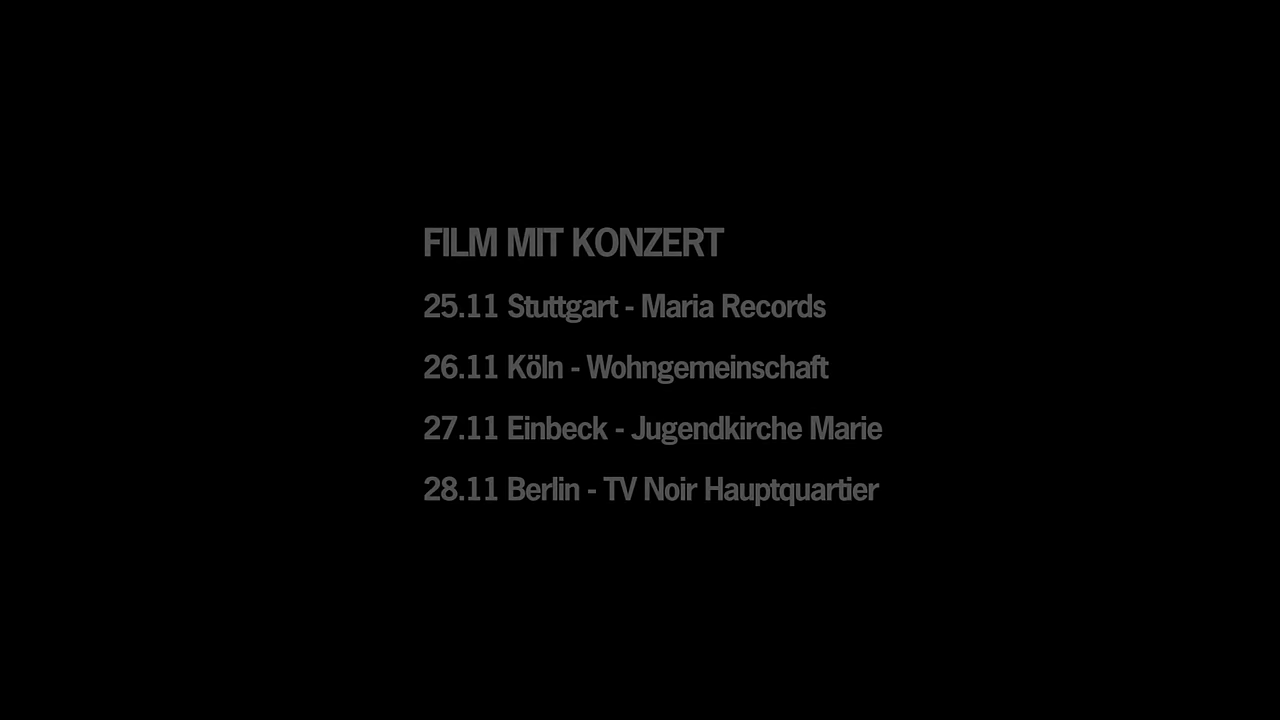 FILM MIT KONZERT
25.11 Stuttgart - Maria Records
26.11 Köln - Wohngemeinschaft
27.11 Einbeck - Jugendkirche Marie
28.11 Berlin - TV Noir Hauptquartier